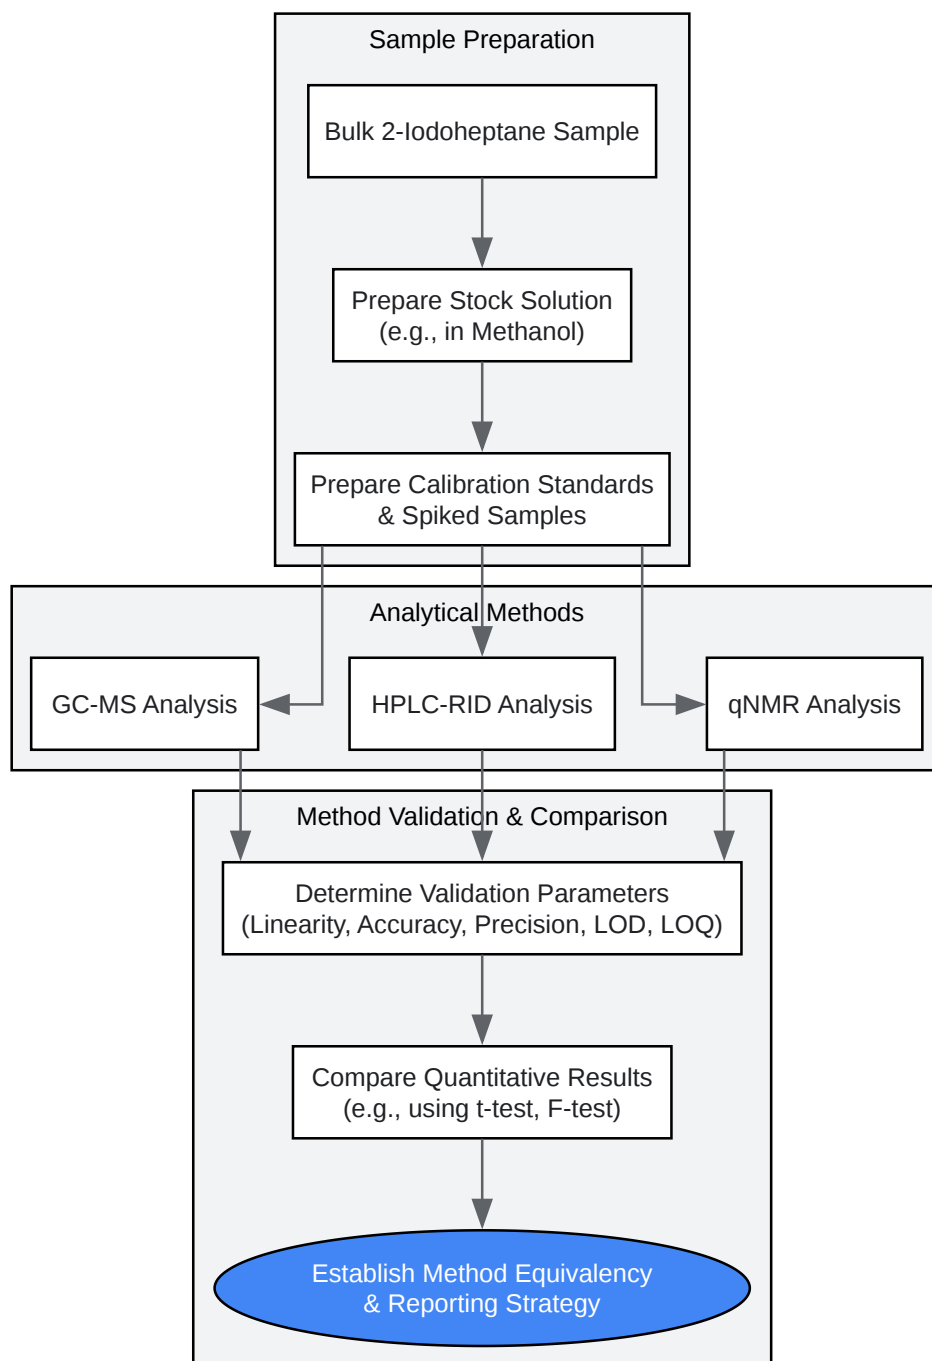 Sample Preparation
Bulk 2-Iodoheptane Sample
Prepare Stock Solution
(e.g., in Methanol)
Prepare Calibration Standards
& Spiked Samples
Analytical Methods
GC-MS Analysis
HPLC-RID Analysis
qNMR Analysis
Method Validation & Comparison
Determine Validation Parameters
(Linearity, Accuracy, Precision, LOD, LOQ)
Compare Quantitative Results
(e.g., using t-test, F-test)
Establish Method Equivalency
& Reporting Strategy